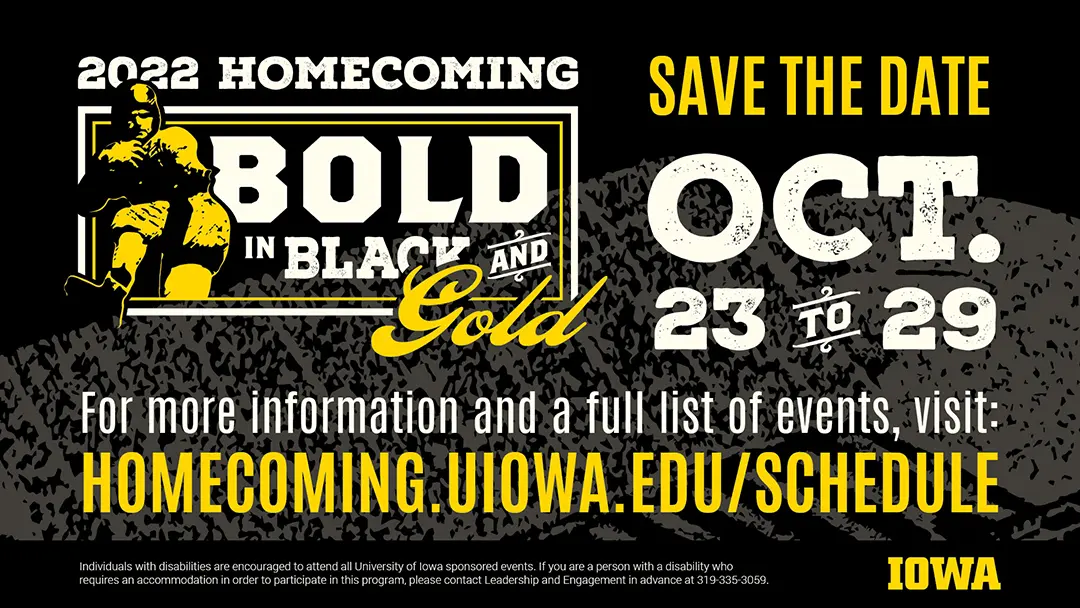 2022 HOMECOMING
BOLD
IN BLACK AND
Gold
SAVE THE DATE
OCT.
23 TO 29
For more information and a full list of events, visit:
HOMECOMING.UIOWA.EDU/SCHEDULE
Individuals with disabilities are encouraged to attend all University of Iowa sponsored events. If you are a person with a disability who
requires an accommodation in order to participate in this program, please contact Leadership and Engagement in advance at 319-335-3059.
IOWA